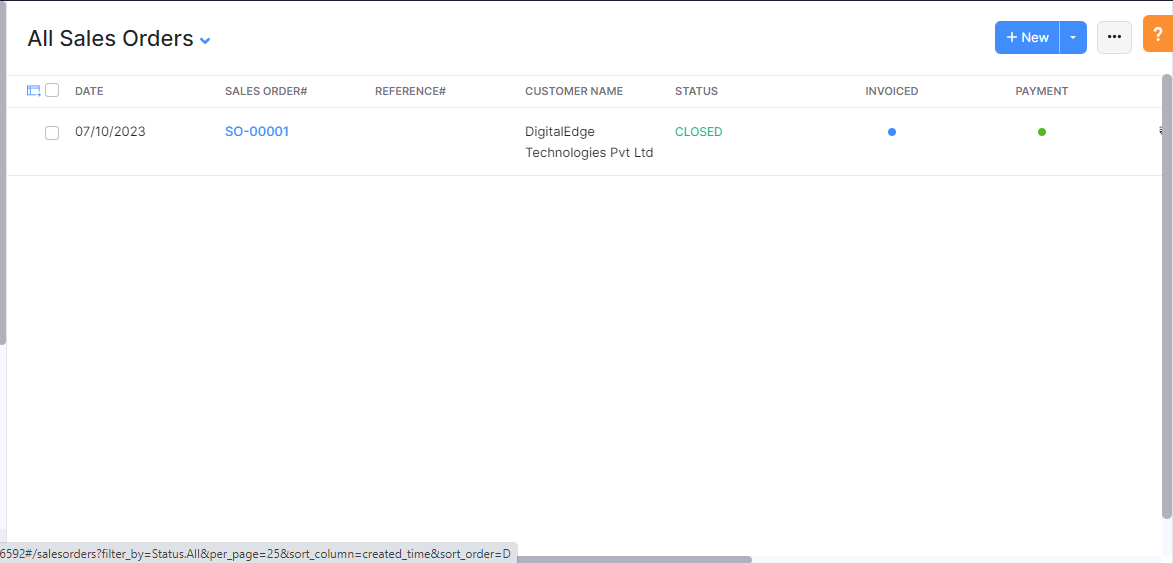 All Sales Orders
+ New
?
DATE
SALES ORDER#
REFERENCE#
CUSTOMER NAME
STATUS
INVOICED
PAYMENT
07/10/2023
SO-00001
DigitalEdge
Technologies Pvt Ltd
CLOSED
6592#/salesorders?filter_by=Status.All&per_page=25&sort_column=created_time&sort_order=D